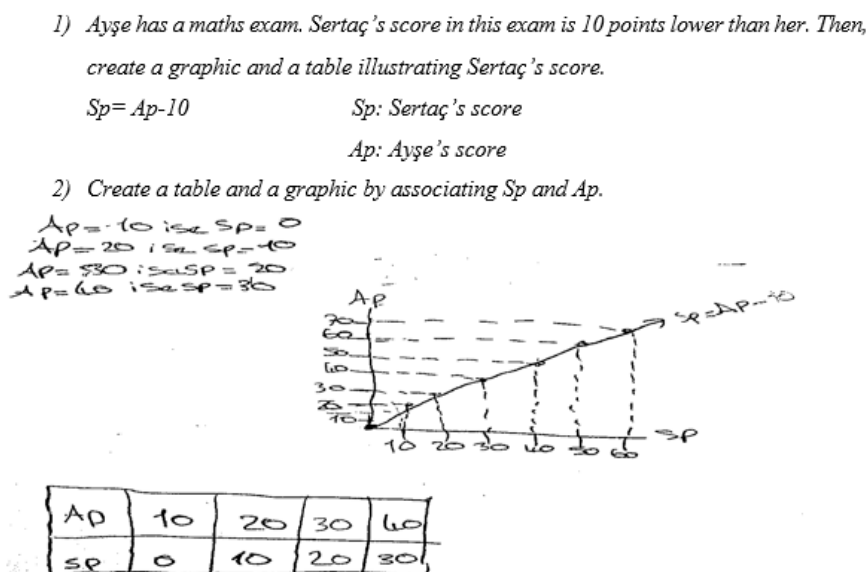 1) Ayşe has a maths exam. Sertaç's score in this exam is 10 points lower than her. Then,
create a graphic and a table illustrating Sertaç's score.
Sp= Ap-10 Sp: Sertaç's score
Ap: Ayşe's score
2) Create a table and a graphic by associating Sp and Ap.
Ap=10 ise Sp=0
Ap=20 ise Sp=10
Ap=30 ise Sp=20
Ap=40 ise Sp=30
Ap
70
60
50
40
30
20
10
Sp=Ap-10
10 20 30 40 50 60 Sp
Ap 10 20 30 40
Sp 0 10 20 30